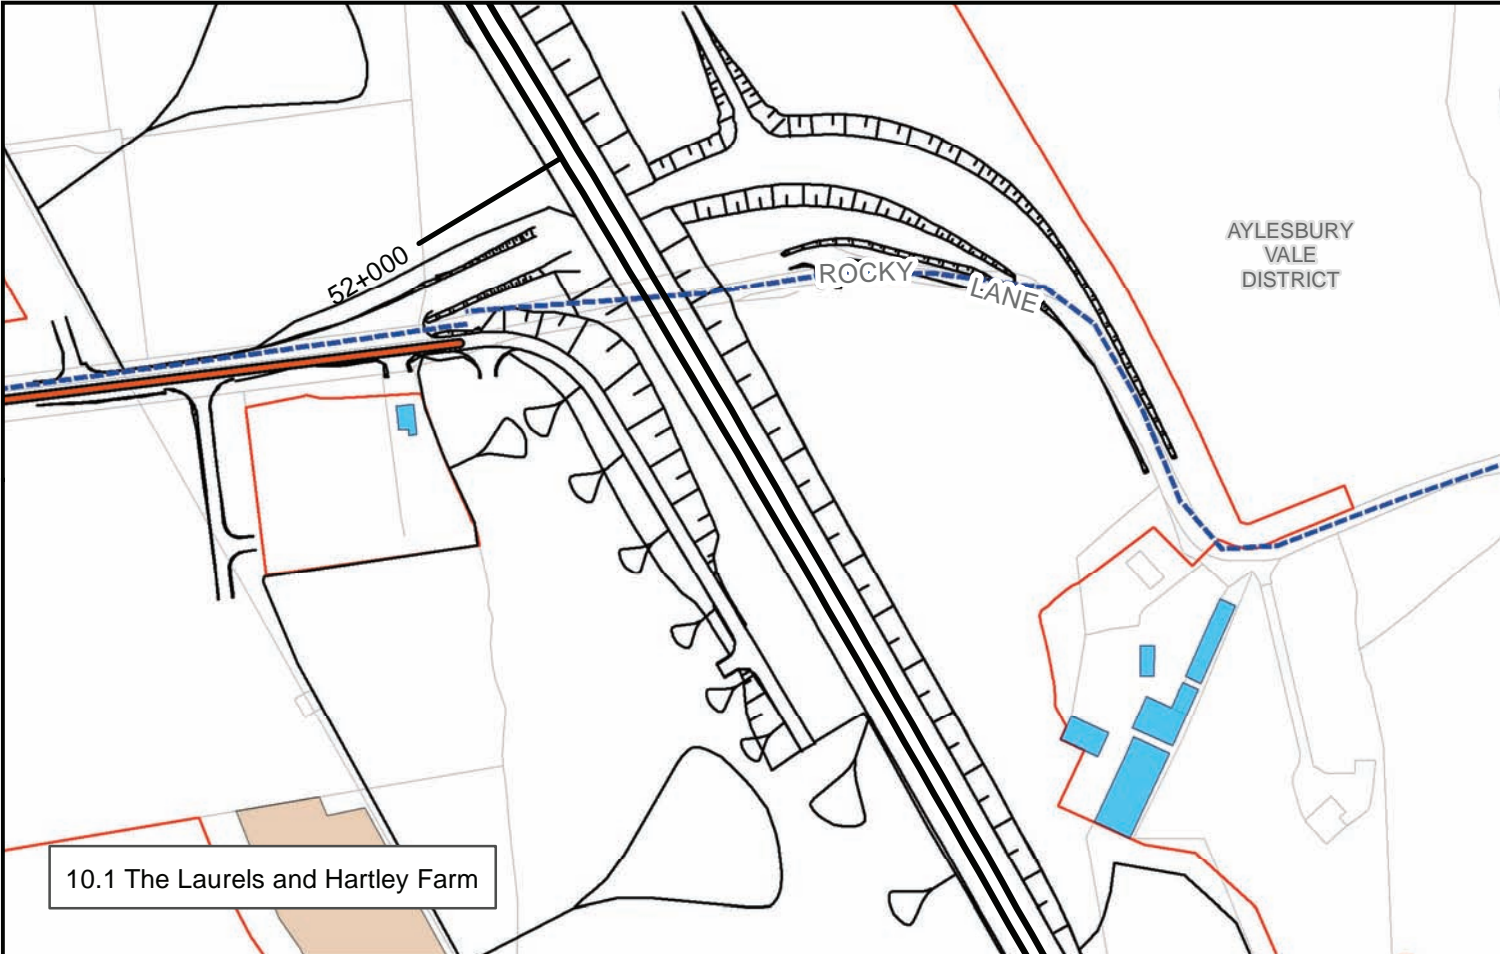 52+000
ROCKY LANE
AYLESBURY
VALE
DISTRICT
10.1 The Laurels and Hartley Farm